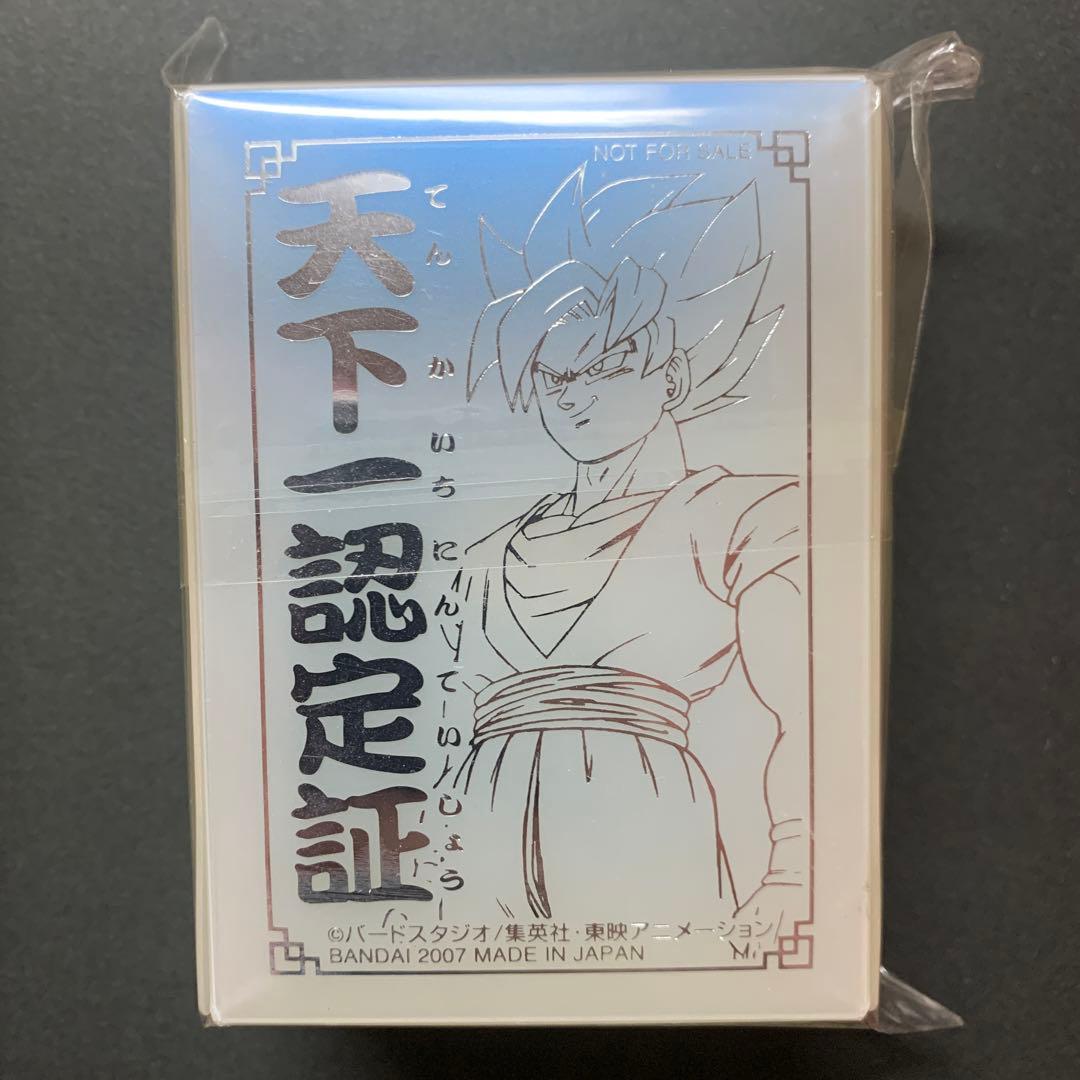 NOT FOR SALE
天下一認定証
てんかいちにんていしょう
©バードスタジオ/集英社・東映アニメーション
BANDAI 2007 MADE IN JAPAN